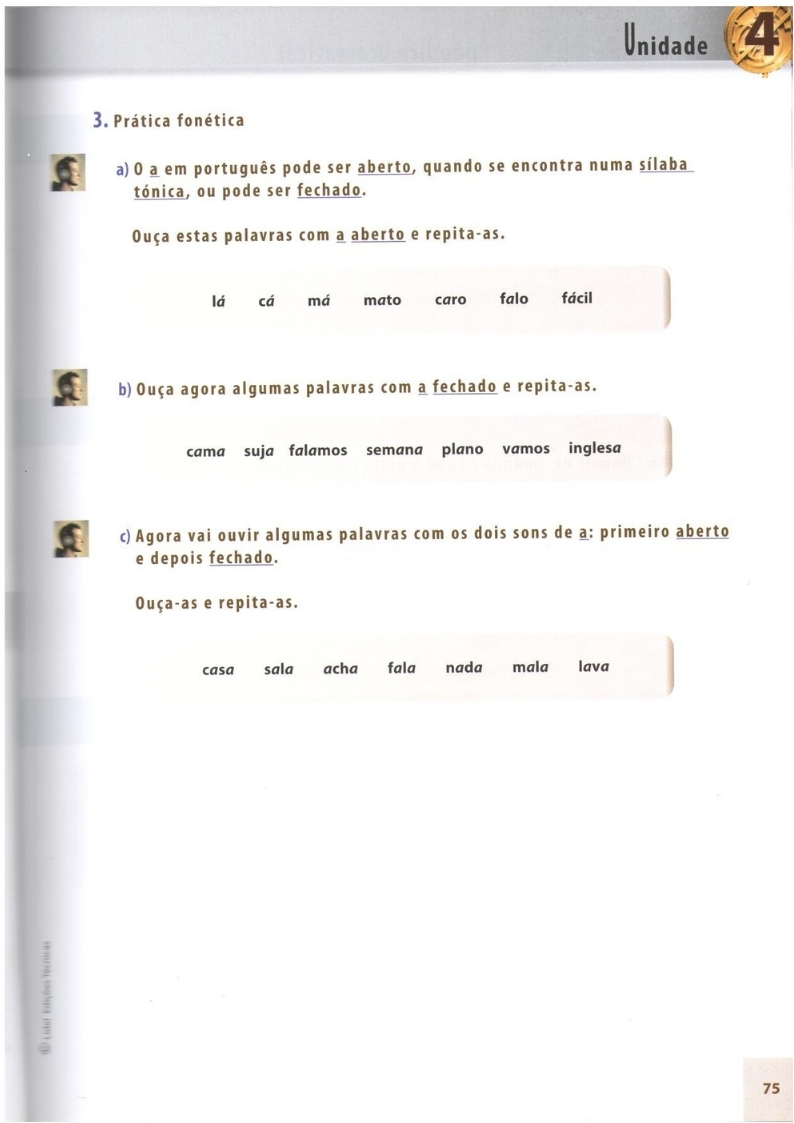 Unidade 4
3. Prática fonética
a) O a em português pode ser aberto, quando se encontra numa sílaba
tónica, ou pode ser fechado.
Ouça estas palavras com a aberto e repita-as.
lá cá má mato caro falo fácil
b) Ouça agora algumas palavras com a fechado e repita-as.
cama suja falamos semana plano vamos inglesa
c) Agora vai ouvir algumas palavras com os dois sons de a: primeiro aberto
e depois fechado.
Ouça-as e repita-as.
casa sala acha fala nada mala lava
© Lidel Edições Técnicas
75